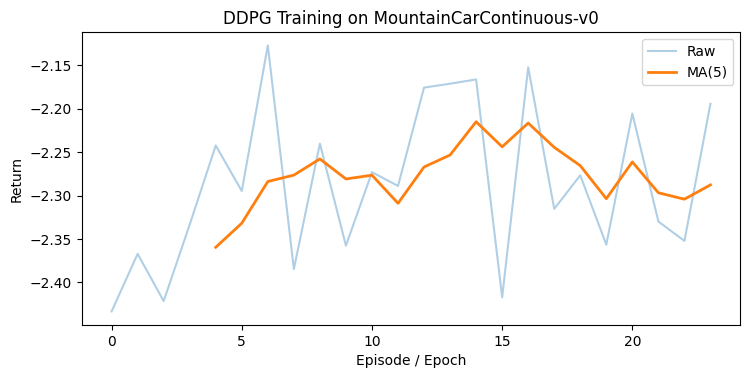 DDPG Training on MountainCarContinuous-v0
Raw
MA(5)
Return
−2.15
−2.20
−2.25
−2.30
−2.35
−2.40
0 5 10 15 20
Episode / Epoch